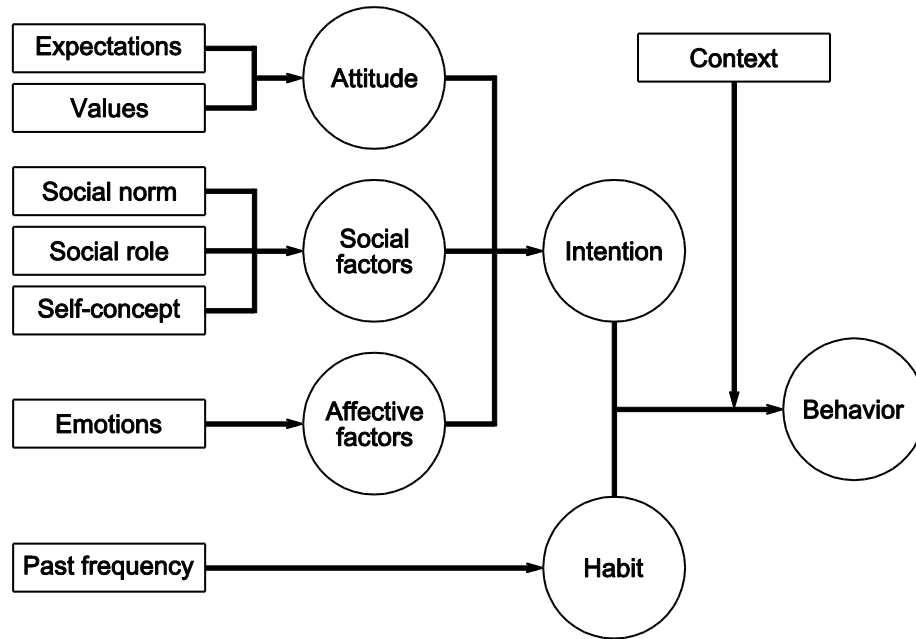 Expectations
Values
Attitude
Context
Social norm
Social role
Self-concept
Social
factors
Intention
Emotions
Affective
factors
Behavior
Past frequency
Habit